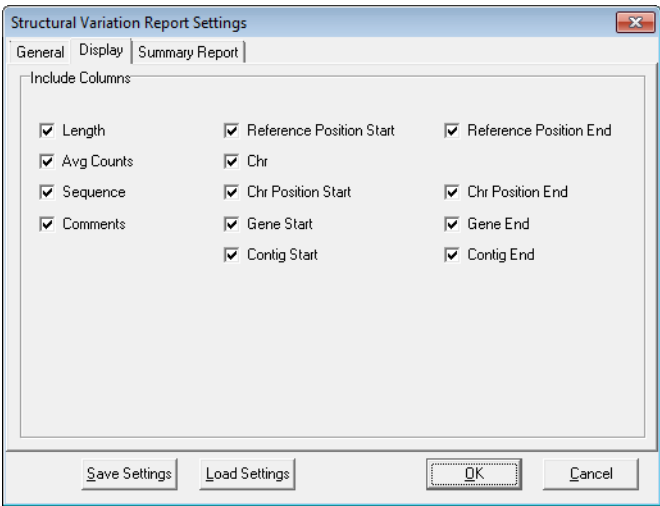 Structural Variation Report Settings
General Display Summary Report
Include Columns
Length Reference Position Start Reference Position End
Avg Counts Chr
Sequence Chr Position Start Chr Position End
Comments Gene Start Gene End
Contig Start Contig End
Save Settings Load Settings OK Cancel